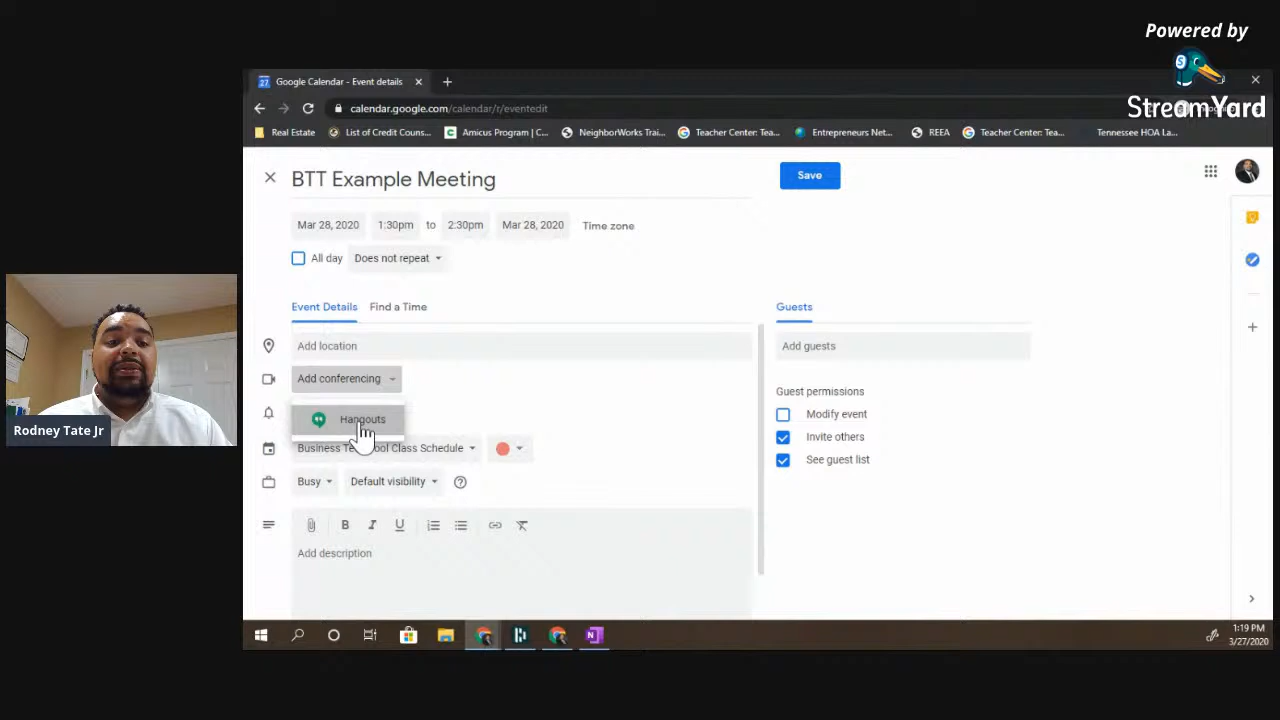 Powered by
StreamYard
27 Google Calendar - Event details
calendar.google.com/calendar/r/eventedit
Real Estate List of Credit Couns... Amicus Program | C... NeighborWorks Trai... Teacher Center: Tea... Entrepreneurs Net... REEA Teacher Center: Tea... Tennessee HOA La...
BTT Example Meeting
Save
Mar 28, 2020 1:30pm to 2:30pm Mar 28, 2020 Time zone
All day Does not repeat
Event Details Find a Time
Guests
Add location
Add guests
Add conferencing
Guest permissions
Modify event
Hangouts
Invite others
Business Te ool Class Schedule
See guest list
Busy Default visibility
B I U
Add description
Rodney Tate Jr
1:19 PM
3/27/2020